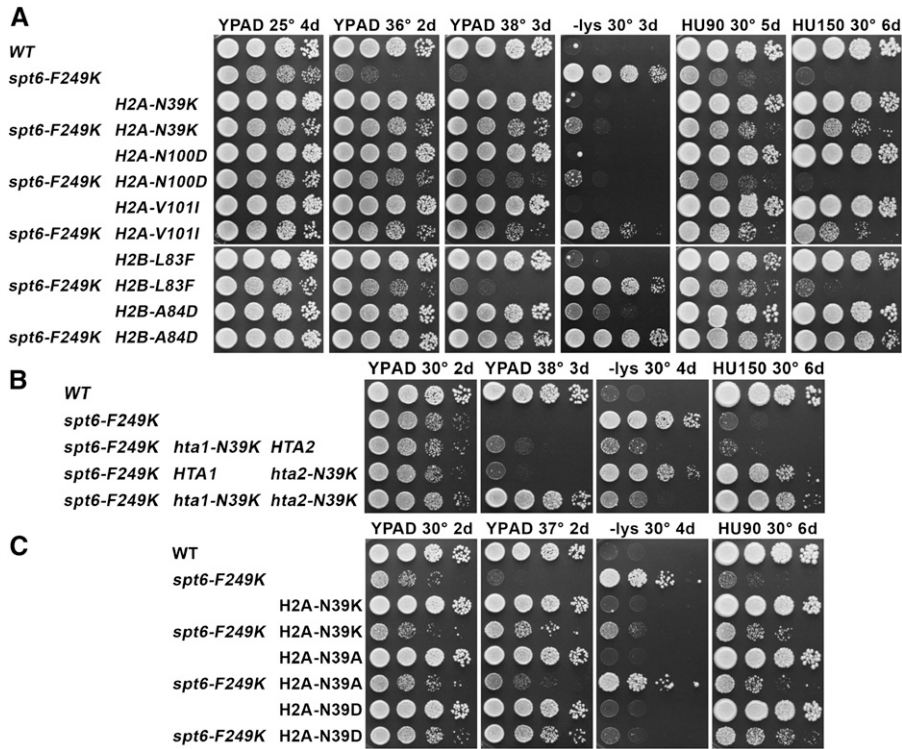 A
YPAD 25° 4d YPAD 36° 2d YPAD 38° 3d -lys 30° 3d HU90 30° 5d HU150 30° 6d
WT
spt6-F249K
H2A-N39K
spt6-F249K H2A-N39K
H2A-N100D
spt6-F249K H2A-N100D
H2A-V101I
spt6-F249K H2A-V101I
H2B-L83F
spt6-F249K H2B-L83F
H2B-A84D
spt6-F249K H2B-A84D
B
YPAD 30° 2d YPAD 38° 3d -lys 30° 4d HU150 30° 6d
WT
spt6-F249K
spt6-F249K hta1-N39K HTA2
spt6-F249K HTA1 hta2-N39K
spt6-F249K hta1-N39K hta2-N39K
C
YPAD 30° 2d YPAD 37° 2d -lys 30° 4d HU90 30° 6d
WT
spt6-F249K
H2A-N39K
spt6-F249K H2A-N39K
H2A-N39A
spt6-F249K H2A-N39A
H2A-N39D
spt6-F249K H2A-N39D